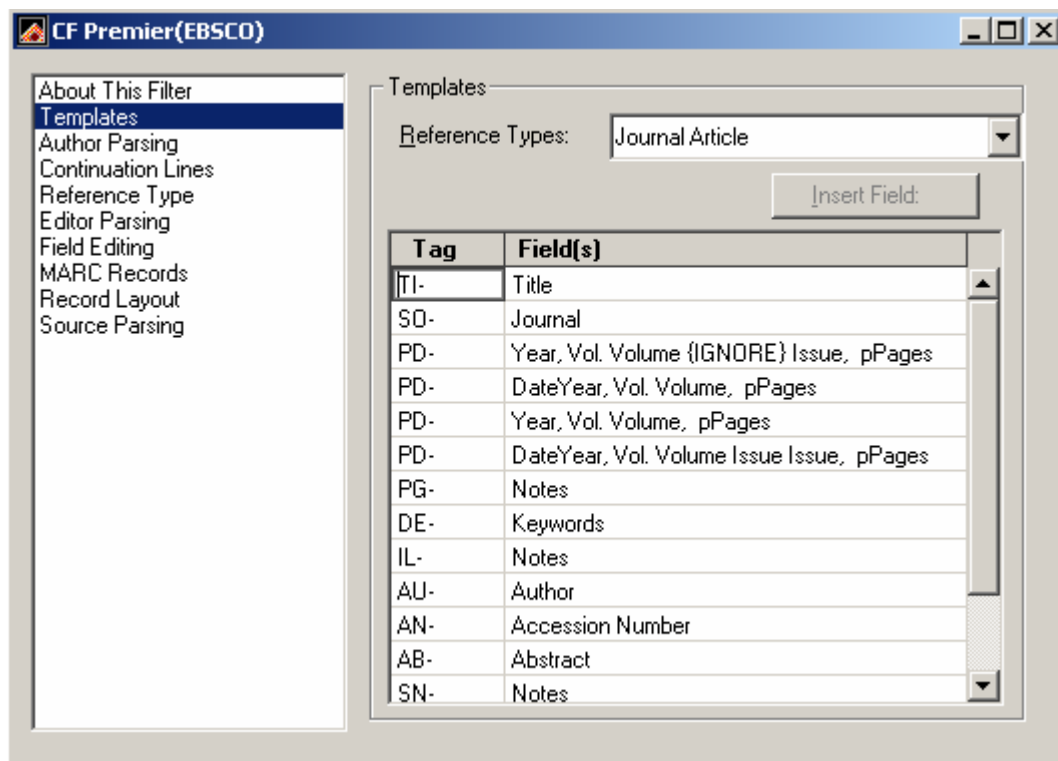 CF Premier(EBSCO)
About This Filter
Templates
Author Parsing
Continuation Lines
Reference Type
Editor Parsing
Field Editing
MARC Records
Record Layout
Source Parsing
Templates
Reference Types: Journal Article
Insert Field:
Tag Field(s)
TI- Title
SO- Journal
PD- Year, Vol. Volume {IGNORE} Issue,  pPages
PD- DateYear, Vol. Volume,  pPages
PD- Year, Vol. Volume,  pPages
PD- DateYear, Vol. Volume Issue Issue,  pPages
PG- Notes
DE- Keywords
IL- Notes
AU- Author
AN- Accession Number
AB- Abstract
SN- Notes